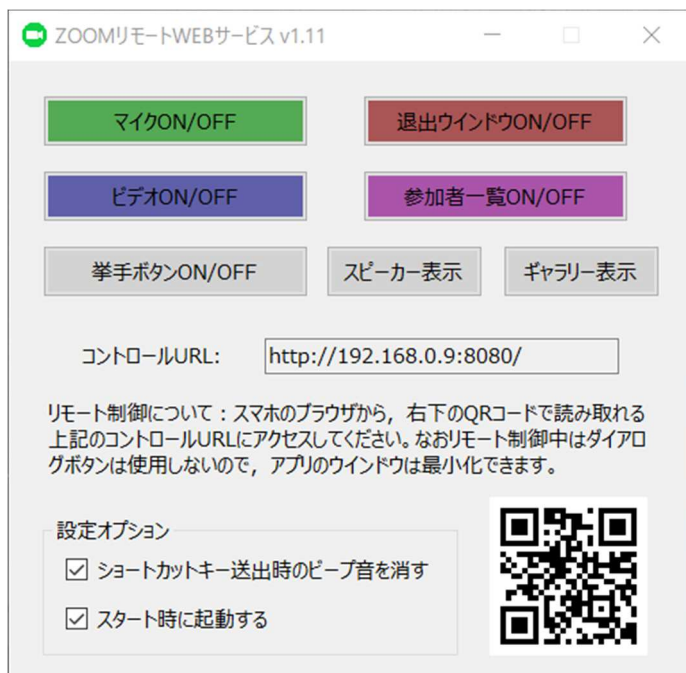 ZOOMリモートWEBサービス v1.11
マイクON/OFF
退出ウインドウON/OFF
ビデオON/OFF
参加者一覧ON/OFF
挙手ボタンON/OFF
スピーカー表示
ギャラリー表示
コントロールURL:
http://192.168.0.9:8080/
リモート制御について：スマホのブラウザから，右下のQRコードで読み取れる
上記のコントロールURLにアクセスしてください。なおリモート制御中はダイアロ
グボタンは使用しないので，アプリのウインドウは最小化できます。
設定オプション
ショートカットキー送出時のビープ音を消す
スタート時に起動する